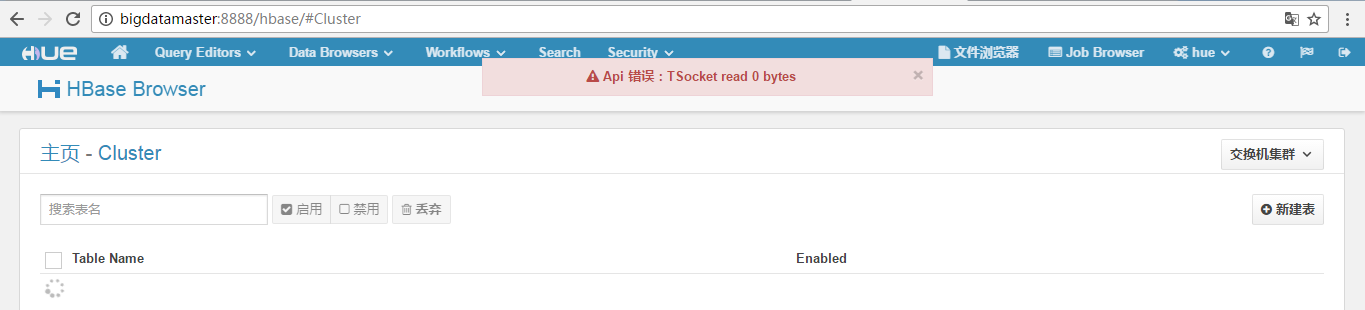 bigdatamaster:8888/hbase/#Cluster
HUE Query Editors Data Browsers Workflows Search Security 文件浏览器 Job Browser hue
Api 错误：TSocket read 0 bytes ×
HBase Browser
主页 - Cluster 交换机集群
搜索表名 启用 禁用 丢弃 新建表
Table Name Enabled